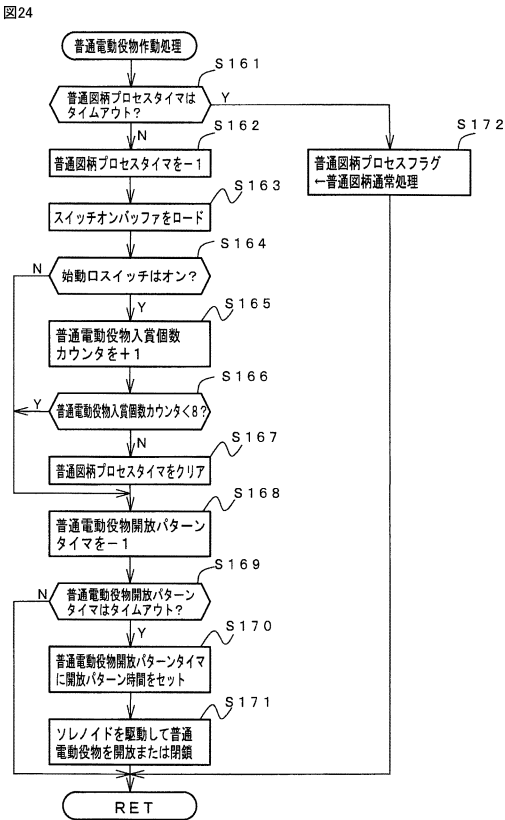 図24
普通電動役物作動処理
S161
普通図柄プロセスタイマは
タイムアウト?
Y
N
S162
普通図柄プロセスタイマを−1
S172
普通図柄プロセスフラグ
←普通図柄通常処理
S163
スイッチオンバッファをロード
S164
始動口スイッチはオン?
N
Y
S165
普通電動役物入賞個数
カウンタを+1
S166
普通電動役物入賞個数カウンタ<8?
Y
N
S167
普通図柄プロセスタイマをクリア
S168
普通電動役物開放パターン
タイマを−1
S169
普通電動役物開放パターン
タイマはタイムアウト?
N
Y
S170
普通電動役物開放パターンタイマ
に開放パターン時間をセット
S171
ソレノイドを駆動して普通
電動役物を開放または閉鎖
RET